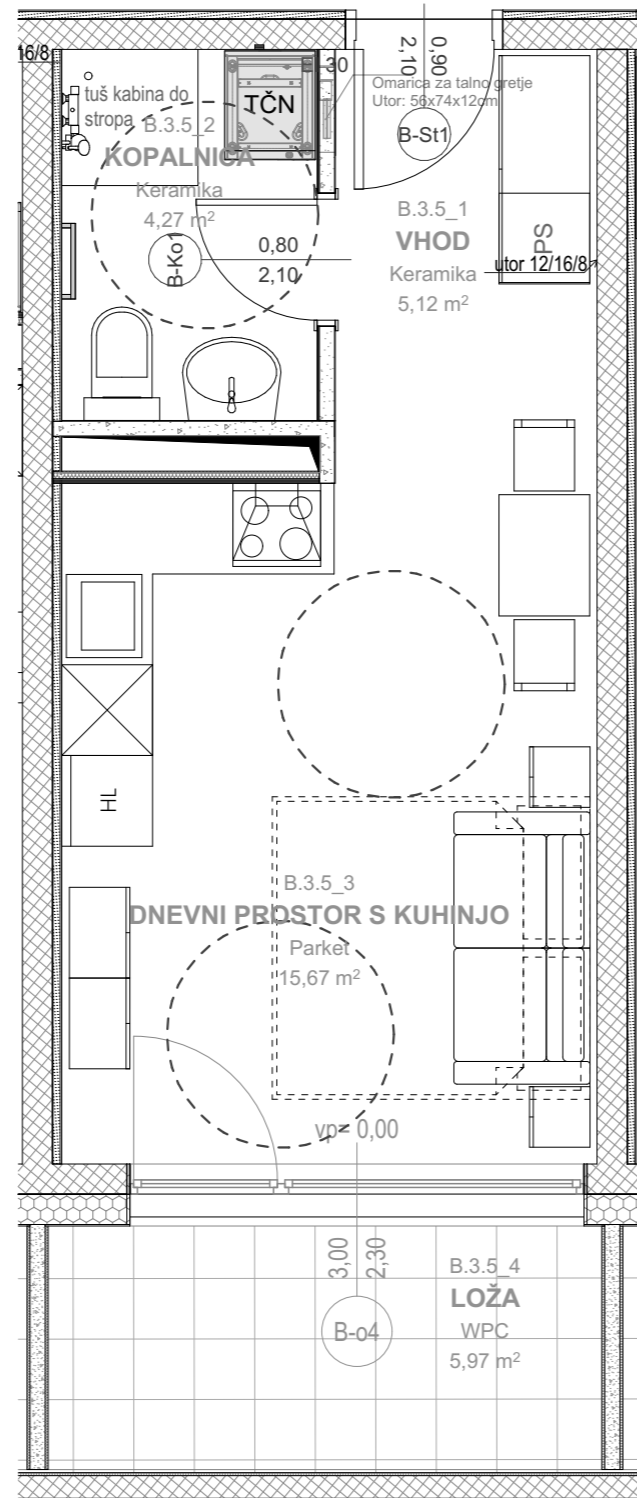 16/8
tuš kabina do
stropa
TČN
30
0,90
2,10
Omarica za talno gretje
Utor: 56x74x12cm
B-St1
B.3.5_2
KOPALNICA
Keramika
4,27 m²
B-Ko1
0,80
2,10
B.3.5_1
VHOD
Keramika
5,12 m²
PS
utor 12/16/8
HL
B.3.5_3
DNEVNI PROSTOR S KUHINJO
Parket
15,67 m²
vp= 0,00
3,00
2,30
B-o4
B.3.5_4
LOŽA
WPC
5,97 m²